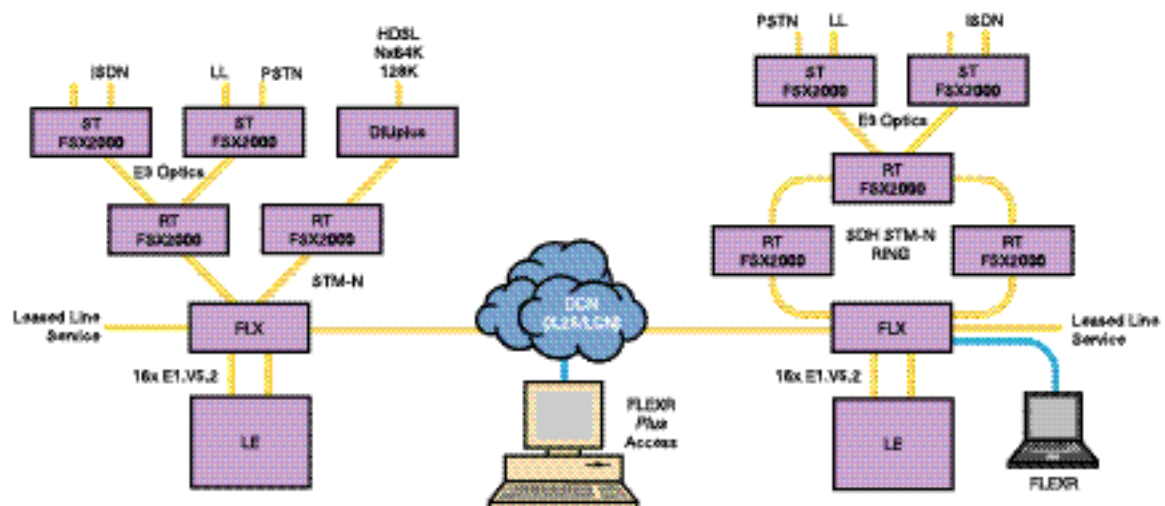 ISDN
LL
PSTN
HDSL
Nx64K
128K
ST
FSX2000
ST
FSX2000
DIUplus
E3 Optics
RT
FSX2000
RT
FSX2000
STM-N
Leased Line
Service
FLX
16x E1.V5.2
LE
DCN
FLEXR
Plus
Access
PSTN
LL
ISDN
ST
FSX2000
ST
FSX2000
E3 Optics
RT
FSX2000
RT
FSX2000
SDH STM-N
RING
RT
FSX2000
FLX
Leased Line
Service
16x E1.V5.2
LE
FLEXR